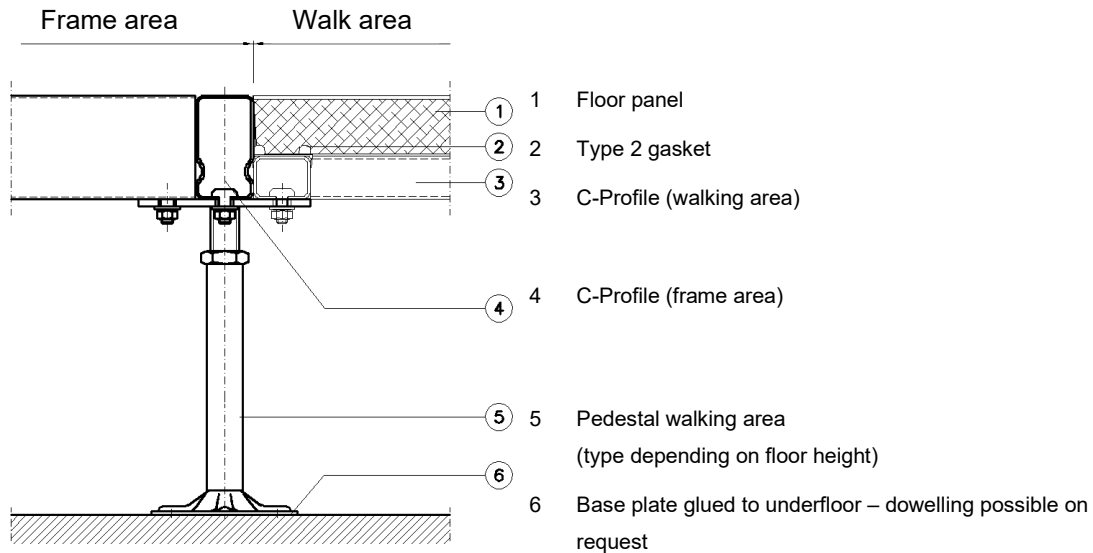 Frame area Walk area
1 1 Floor panel
2 2 Type 2 gasket
3 3 C-Profile (walking area)
4 4 C-Profile (frame area)
5 5 Pedestal walking area
(type depending on floor height)
6
6 Base plate glued to underfloor – dowelling possible on
request